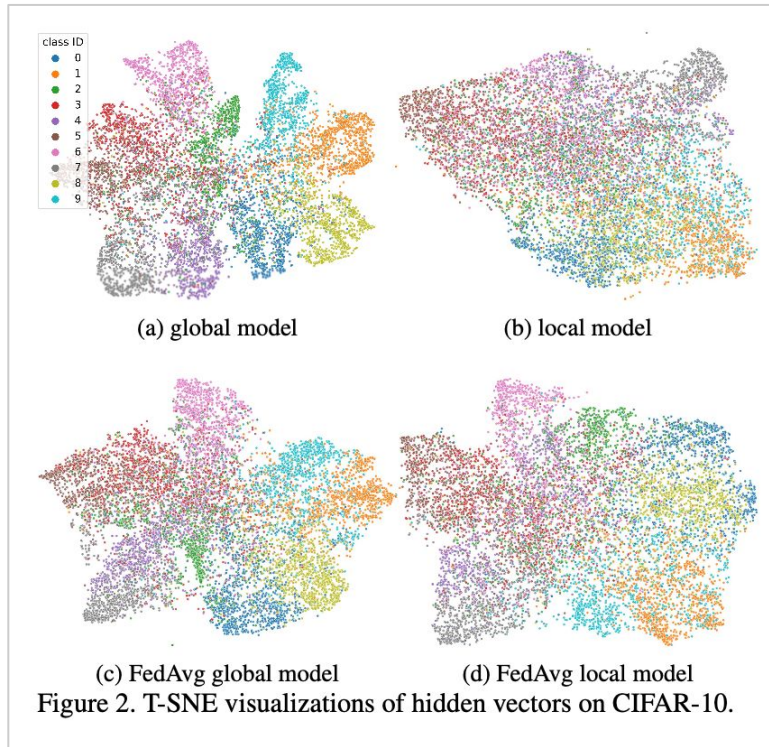 class ID
0
1
2
3
4
5
6
7
8
9
(a) global model
(b) local model
(c) FedAvg global model
(d) FedAvg local model
Figure 2. T-SNE visualizations of hidden vectors on CIFAR-10.